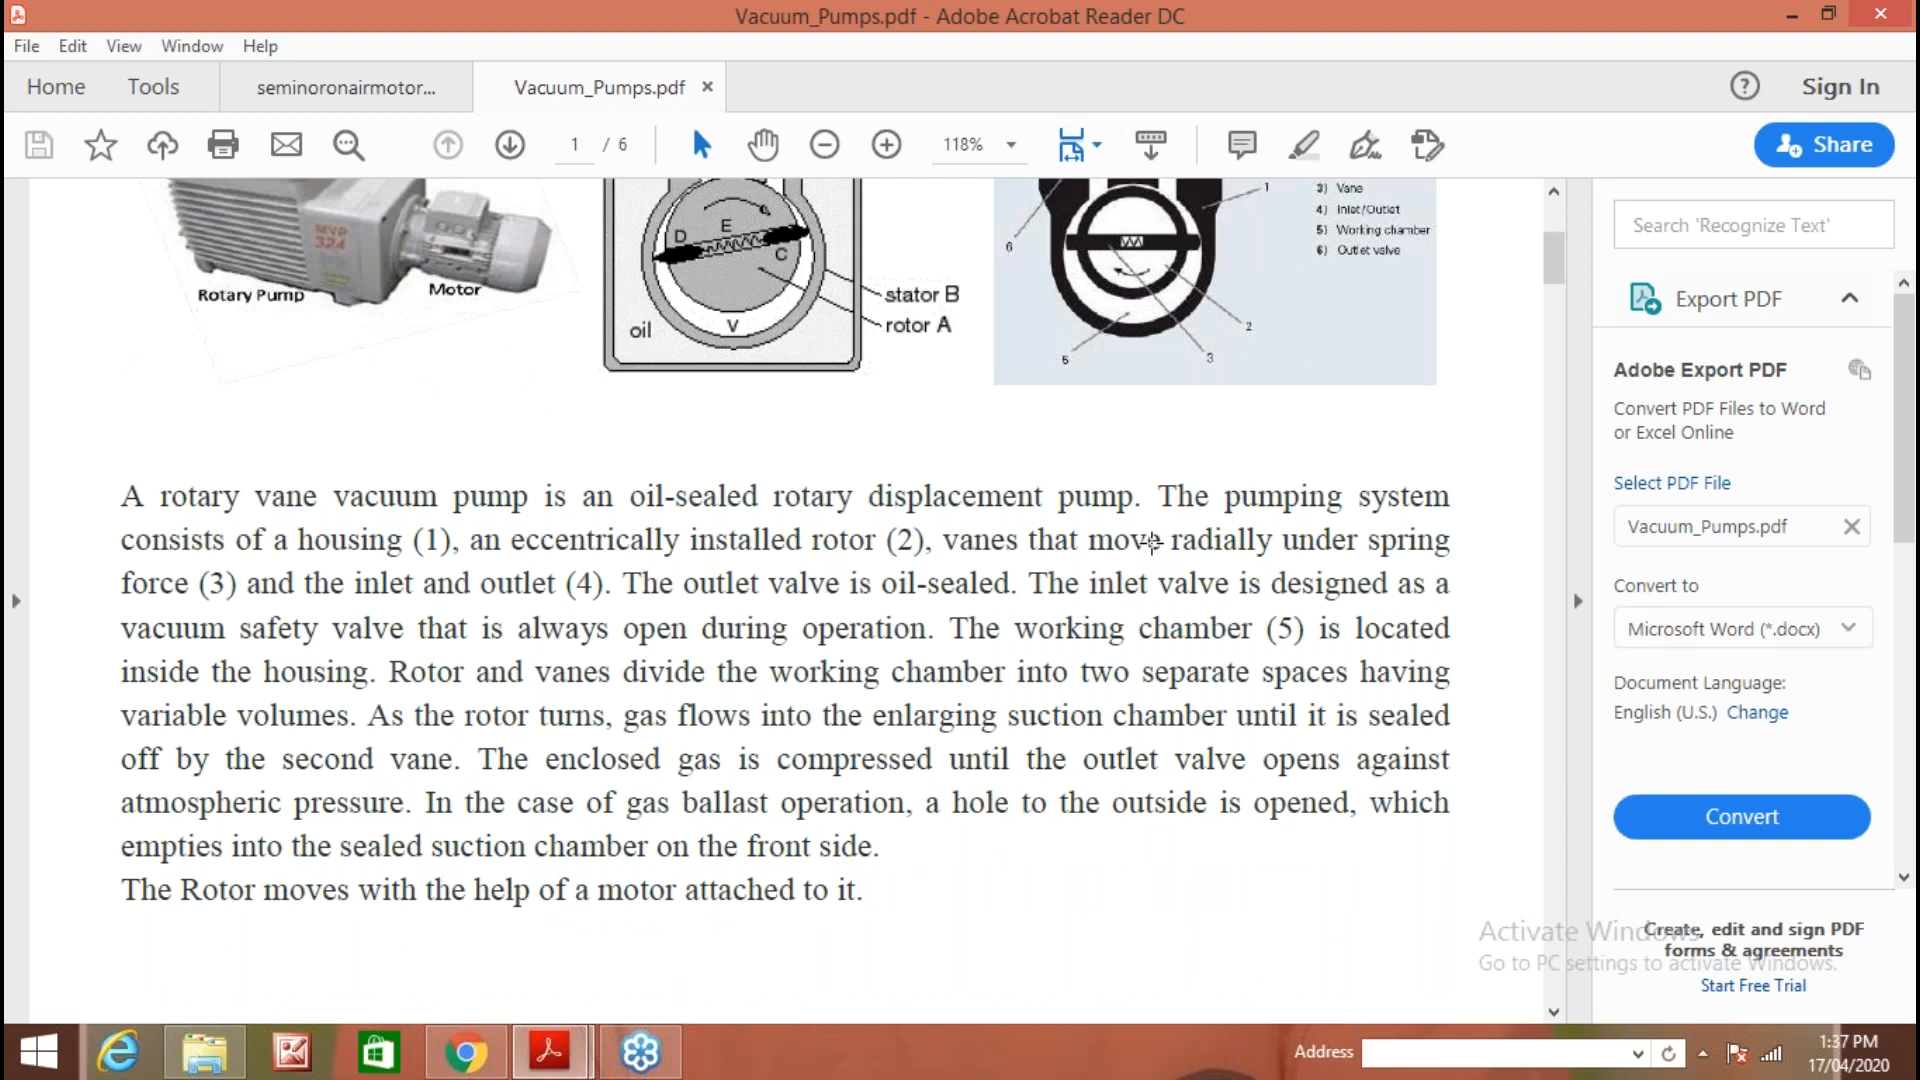 Vacuum_Pumps.pdf - Adobe Acrobat Reader DC
File Edit View Window Help
Home Tools seminoronairmotor... Vacuum_Pumps.pdf × Sign In
1 / 6 118% Share
MVP
324
Rotary Pump
Motor
D E C
V
oil
stator B
rotor A
6 1 2 3 5
3) Vane
4) Inlet/Outlet
5) Working chamber
6) Outlet valve
A rotary vane vacuum pump is an oil-sealed rotary displacement pump. The pumping system
consists of a housing (1), an eccentrically installed rotor (2), vanes that move radially under spring
force (3) and the inlet and outlet (4). The outlet valve is oil-sealed. The inlet valve is designed as a
vacuum safety valve that is always open during operation. The working chamber (5) is located
inside the housing. Rotor and vanes divide the working chamber into two separate spaces having
variable volumes. As the rotor turns, gas flows into the enlarging suction chamber until it is sealed
off by the second vane. The enclosed gas is compressed until the outlet valve opens against
atmospheric pressure. In the case of gas ballast operation, a hole to the outside is opened, which
empties into the sealed suction chamber on the front side.
The Rotor moves with the help of a motor attached to it.
Search 'Recognize Text'
Export PDF
Adobe Export PDF
Convert PDF Files to Word
or Excel Online
Select PDF File
Vacuum_Pumps.pdf
Convert to
Microsoft Word (*.docx)
Document Language:
English (U.S.) Change
Convert
Create, edit and sign PDF
forms & agreements
Start Free Trial
Activate Windows
Go to PC settings to activate Windows.
Address
1:37 PM
17/04/2020